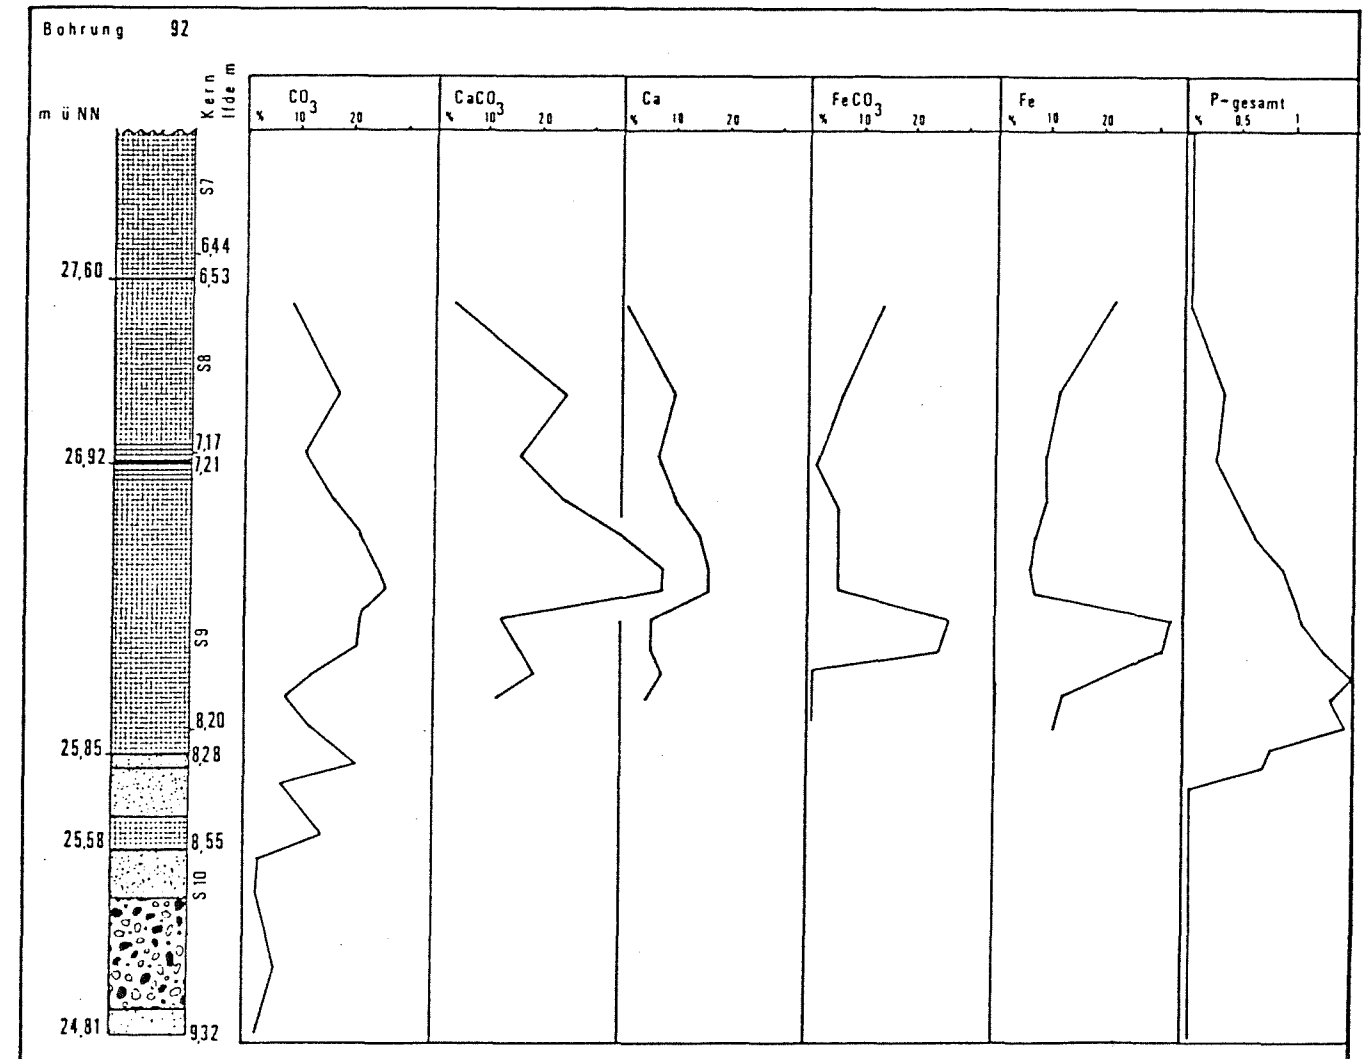 Bohrung 92
m üNN
Kern
lfde m
CO3
% 10 20
CaCO3
% 10 20
Ca
% 10 20
FeCO3
% 10 20
Fe
% 10 20
P-gesamt
% 0.5 1
S7
6,44
27,60
6,53
S8
7,17
26,92
7,21
S9
8,20
25,85
8,28
25,58
8,55
S10
24,81
9,32